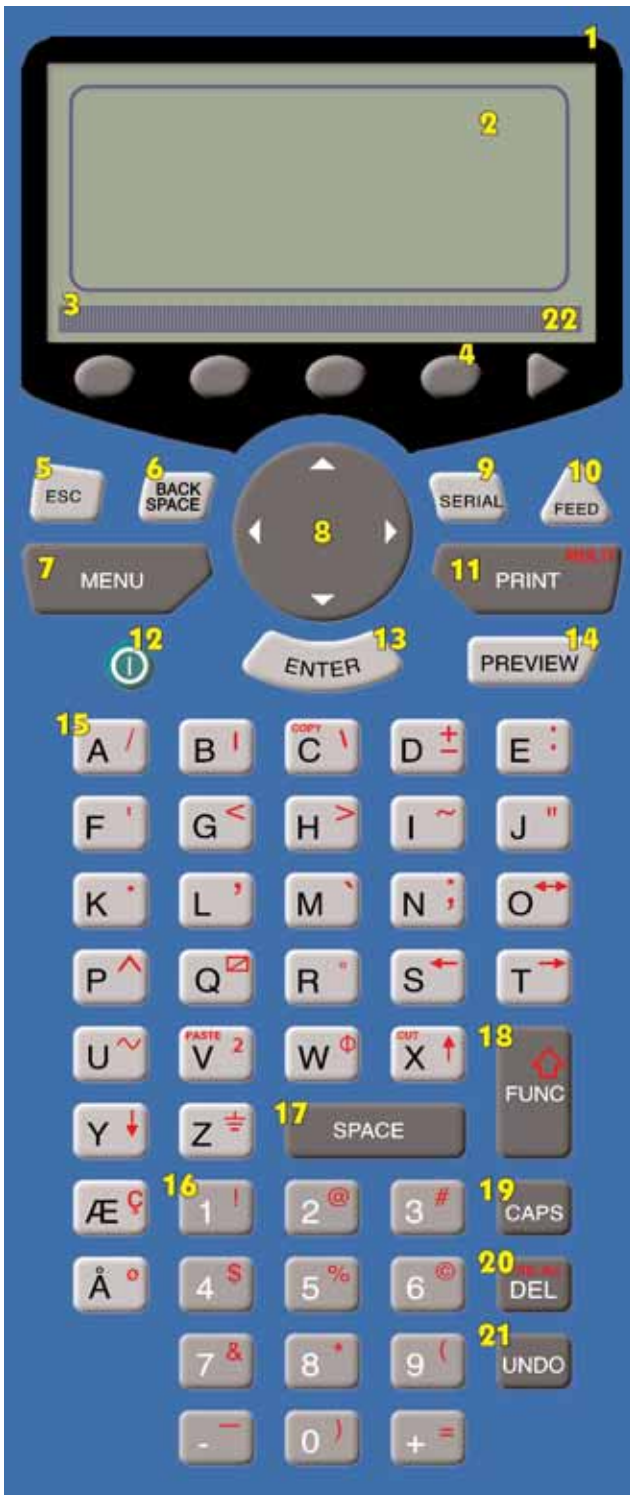 1
2
3
22
4
5 ESC
6 BACK SPACE
8
9 SERIAL
10 FEED
7 MENU
11 PRINT
12
13 ENTER
14 PREVIEW
15 A / B | COPY C \ D ± E :
F ' G < H > I ~ J "
K · L , M ` N ; O ↔
P ^ Q R ° S ← T →
U ~ PASTE V 2 W Φ CUT X ↑ 18 FUNC
Y ↓ Z ⏚ 17 SPACE
Æ Ç 16 1 ! 2 @ 3 # 19 CAPS
Å º 4 $ 5 % 6 © 20 DEL
7 & 8 * 9 ( 21 UNDO
- — 0 ) + =